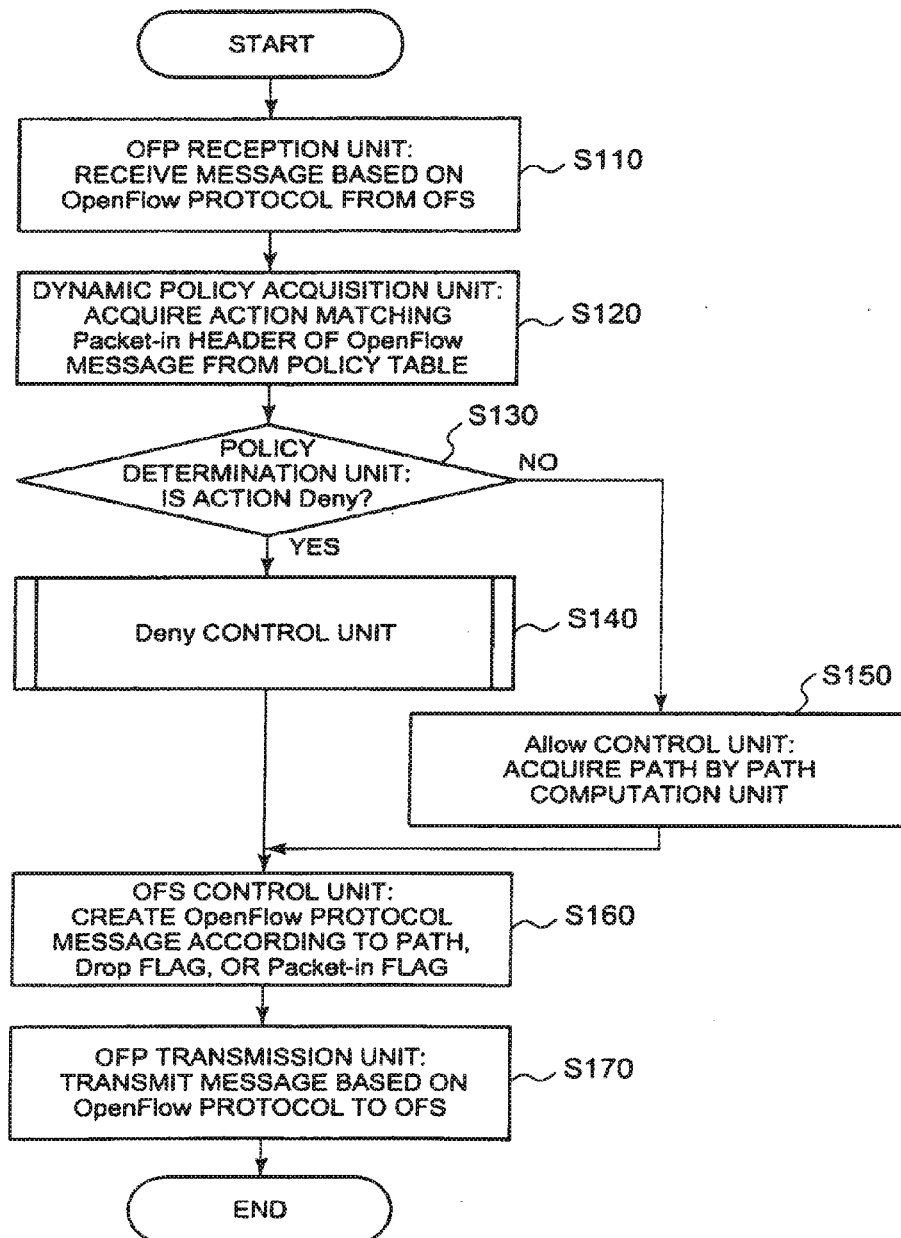 START
OFP RECEPTION UNIT:
RECEIVE MESSAGE BASED ON
OpenFlow PROTOCOL FROM OFS
S110
DYNAMIC POLICY ACQUISITION UNIT:
ACQUIRE ACTION MATCHING
Packet-in HEADER OF OpenFlow
MESSAGE FROM POLICY TABLE
S120
S130
POLICY
DETERMINATION UNIT:
IS ACTION Deny?
NO
YES
Deny CONTROL UNIT
S140
S150
Allow CONTROL UNIT:
ACQUIRE PATH BY PATH
COMPUTATION UNIT
OFS CONTROL UNIT:
CREATE OpenFlow PROTOCOL
MESSAGE ACCORDING TO PATH,
Drop FLAG, OR Packet-in FLAG
S160
OFP TRANSMISSION UNIT:
TRANSMIT MESSAGE BASED ON
OpenFlow PROTOCOL TO OFS
S170
END